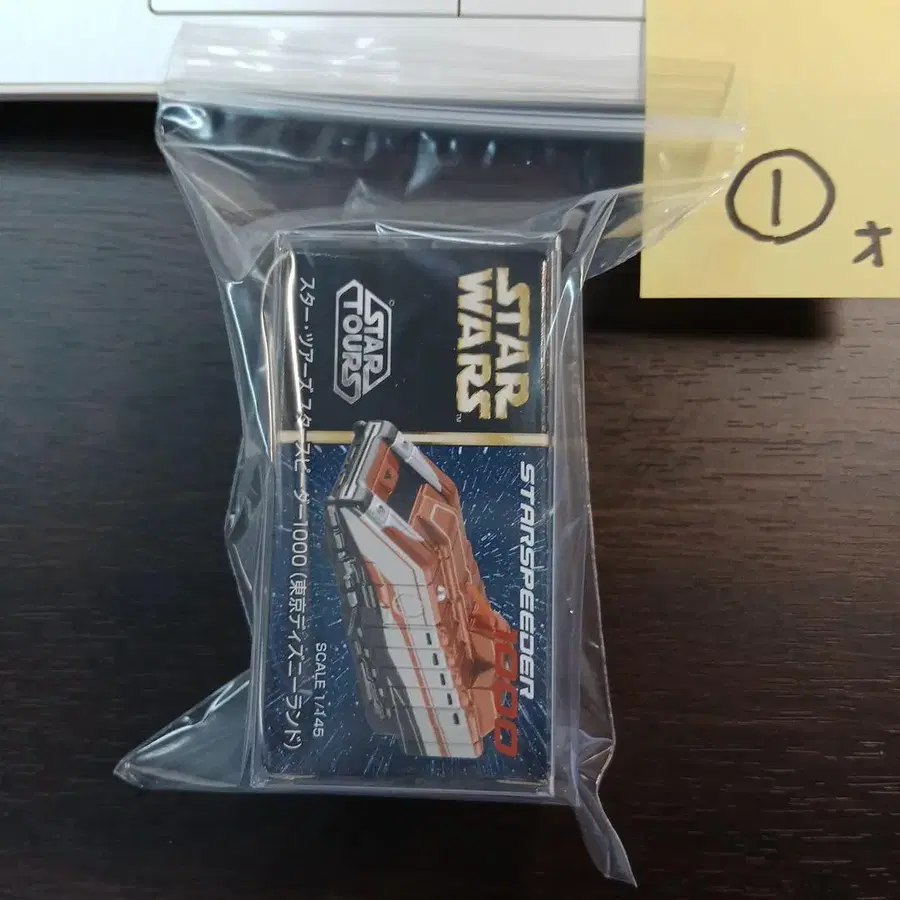 STAR
WARS
TM
STAR
TOURS
STARSPEEDER
1000
SCALE 1/145
スター・ツアーズ スタースピーダー1000 (東京ディズニーランド)
①
オ